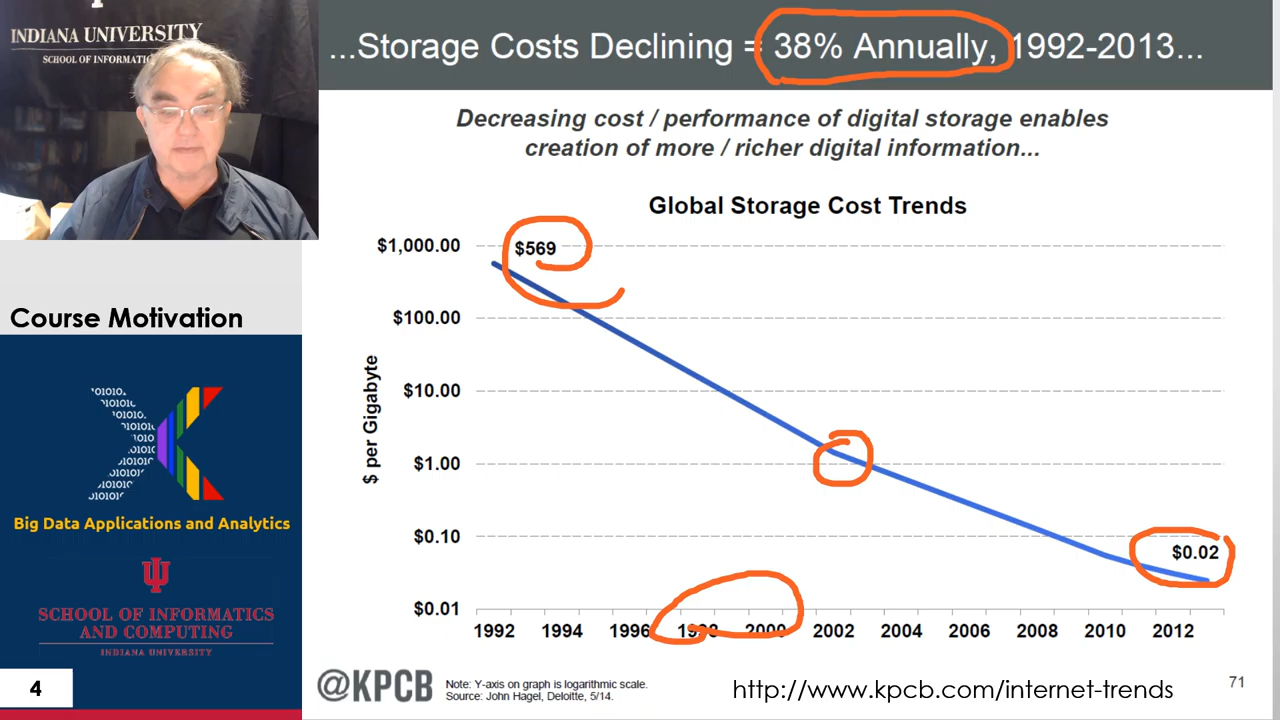 INDIANA UNIVERSITY
SCHOOL OF INFORMATIC
...Storage Costs Declining = 38% Annually, 1992-2013...
Decreasing cost / performance of digital storage enables
creation of more / richer digital information...
Global Storage Cost Trends
$ per Gigabyte
$1,000.00
$100.00
$10.00
$1.00
$0.10
$0.01
$569
$0.02
1992 1994 1996 1998 2000 2002 2004 2006 2008 2010 2012
@KPCB
Note: Y-axis on graph is logarithmic scale.
Source: John Hagel, Deloitte, 5/14.
http://www.kpcb.com/internet-trends
71
Course Motivation
Big Data Applications and Analytics
SCHOOL OF INFORMATICS
AND COMPUTING
INDIANA UNIVERSITY
4